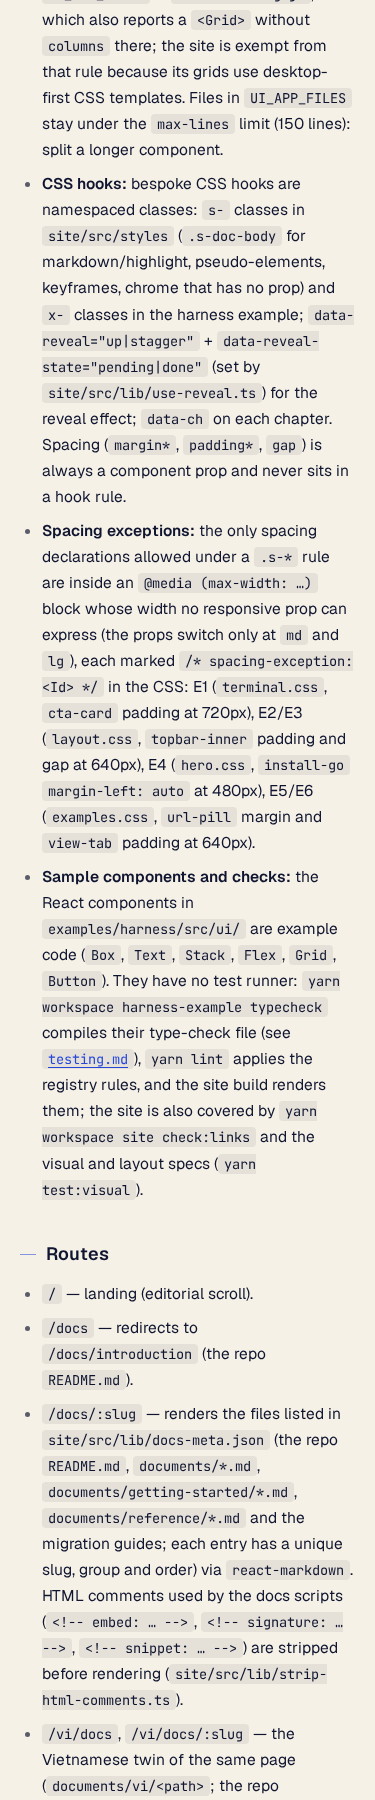 which also reports a <Grid> without
columns there; the site is exempt from
that rule because its grids use desktop-
first CSS templates. Files in UI_APP_FILES
stay under the max-lines limit (150 lines):
split a longer component.
• CSS hooks: bespoke CSS hooks are
namespaced classes: s- classes in
site/src/styles (.s-doc-body for
markdown/highlight, pseudo-elements,
keyframes, chrome that has no prop) and
x- classes in the harness example; data-
reveal="up|stagger" + data-reveal-
state="pending|done" (set by
site/src/lib/use-reveal.ts) for the
reveal effect; data-ch on each chapter.
Spacing (margin*, padding*, gap) is
always a component prop and never sits in
a hook rule.
• Spacing exceptions: the only spacing
declarations allowed under a .s-* rule
are inside an @media (max-width: …)
block whose width no responsive prop can
express (the props switch only at md and
lg), each marked /* spacing-exception:
<Id> */ in the CSS: E1 (terminal.css,
cta-card padding at 720px), E2/E3
(layout.css, topbar-inner padding and
gap at 640px), E4 (hero.css, install-go
margin-left: auto at 480px), E5/E6
(examples.css, url-pill margin and
view-tab padding at 640px).
• Sample components and checks: the
React components in
examples/harness/src/ui/ are example
code (Box, Text, Stack, Flex, Grid,
Button). They have no test runner: yarn
workspace harness-example typecheck
compiles their type-check file (see
testing.md), yarn lint applies the
registry rules, and the site build renders
them; the site is also covered by yarn
workspace site check:links and the
visual and layout specs (yarn
test:visual).
— Routes
• / — landing (editorial scroll).
• /docs — redirects to
/docs/introduction (the repo
README.md).
• /docs/:slug — renders the files listed in
site/src/lib/docs-meta.json (the repo
README.md, documents/*.md,
documents/getting-started/*.md,
documents/reference/*.md and the
migration guides; each entry has a unique
slug, group and order) via react-markdown.
HTML comments used by the docs scripts
(<!-- embed: … -->, <!-- signature: …
-->, <!-- snippet: … -->) are stripped
before rendering (site/src/lib/strip-
html-comments.ts).
• /vi/docs, /vi/docs/:slug — the
Vietnamese twin of the same page
(documents/vi/<path>; the repo